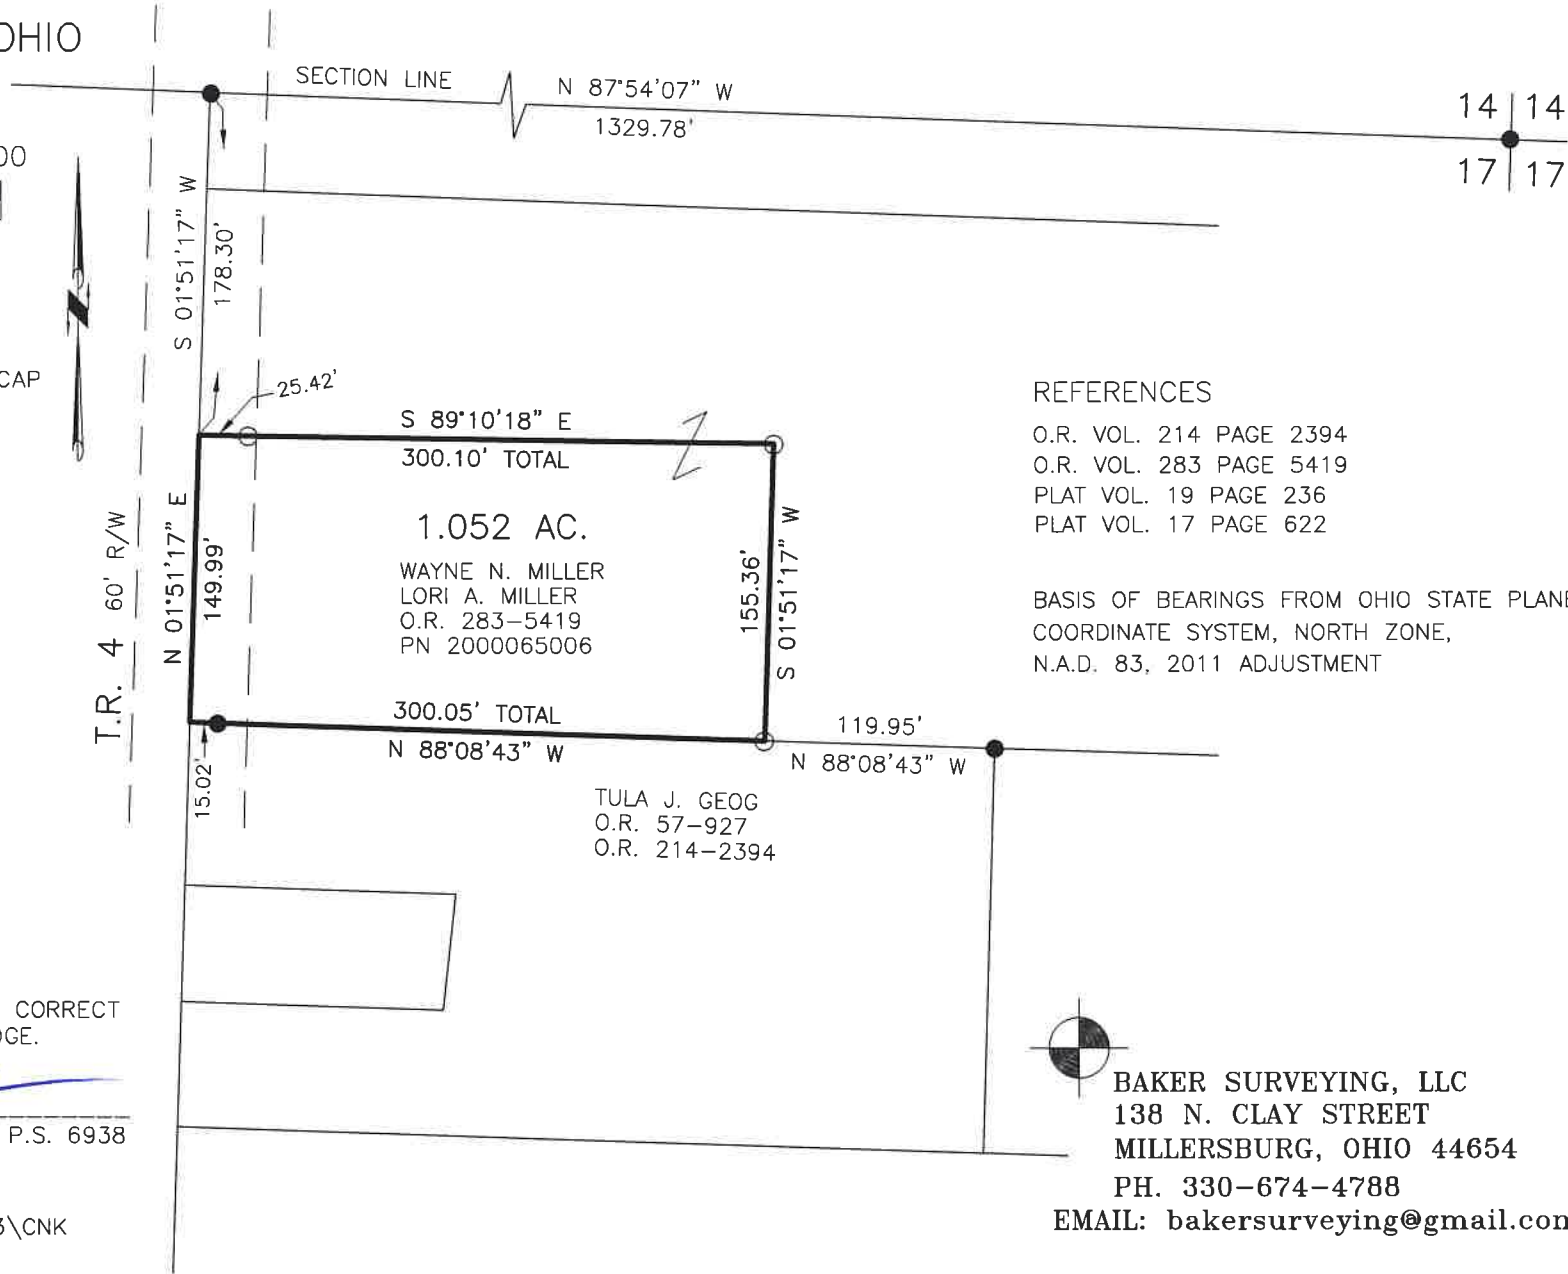 OHIO
SECTION LINE
N 87°54'07" W
1329.78'
14 14
17 17
00
S 01°51'17" W
178.30'
CAP
25.42'
S 89°10'18" E
300.10' TOTAL
1.052 AC.
WAYNE N. MILLER
LORI A. MILLER
O.R. 283-5419
PN 2000065006
N 01°51'17" E
149.99'
T.R. 4 60' R/W
155.36'
S 01°51'17" W
300.05' TOTAL
N 88°08'43" W
15.02'
119.95'
N 88°08'43" W
TULA J. GEOG
O.R. 57-927
O.R. 214-2394
REFERENCES
O.R. VOL. 214 PAGE 2394
O.R. VOL. 283 PAGE 5419
PLAT VOL. 19 PAGE 236
PLAT VOL. 17 PAGE 622
BASIS OF BEARINGS FROM OHIO STATE PLANE
COORDINATE SYSTEM, NORTH ZONE,
N.A.D. 83, 2011 ADJUSTMENT
CORRECT
DGE.
P.S. 6938
3\CNK
BAKER SURVEYING, LLC
138 N. CLAY STREET
MILLERSBURG, OHIO 44654
PH. 330-674-4788
EMAIL: bakersurveying@gmail.com